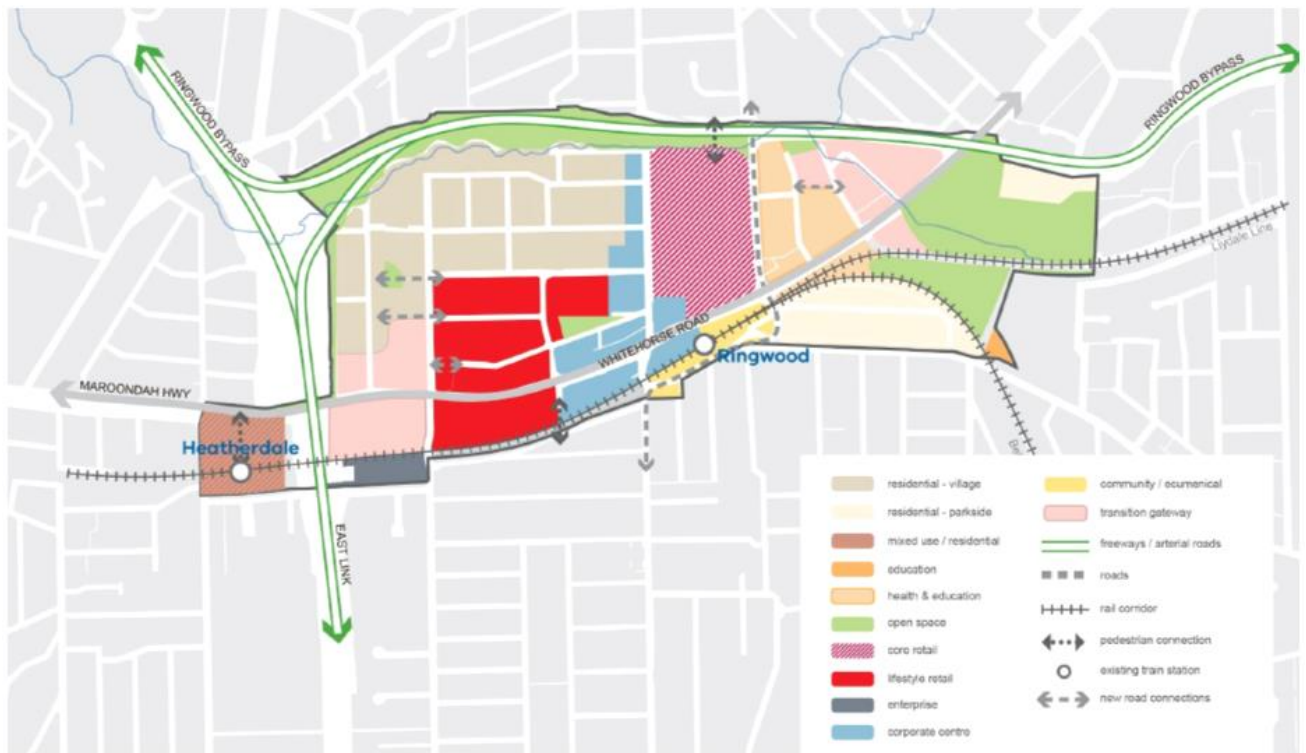 RINGWOOD BYPASS
RINGWOOD BYPASS
Lilydale Line
WHITEHORSE ROAD
Ringwood
MAROONDAH HWY
Heatherdale
EAST LINK
residential - village
residential - parkside
mixed use / residential
education
health & education
open space
core retail
lifestyle retail
enterprise
corporate centre
community / ecumenical
transition gateway
freeways / arterial roads
roads
rail corridor
pedestrian connection
existing train station
new road connections